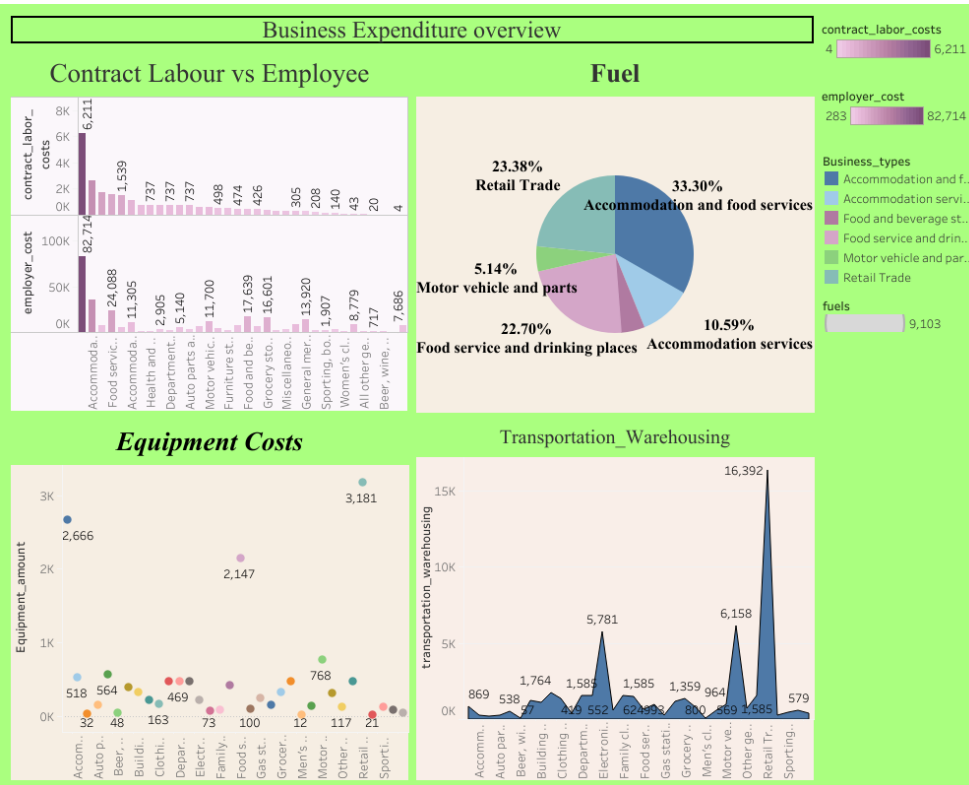 Business Expenditure overview
Contract Labour vs Employee
contract_labor_
costs
8K
6K
4K
2K
0K
6,211
1,539
737
737
737
498
474
426
305
208
140
43
20
4
employer_cost
100K
50K
0K
82,714
24,088
11,305
2,905
5,140
11,700
17,639
16,601
13,920
1,907
8,779
717
7,686
Accommoda..
Food servic..
Accommoda..
Health and ..
Department..
Auto parts a..
Motor vehic..
Furniture st..
Food and be..
Grocery sto..
Miscellaneo..
General mer..
Sporting, bo..
Women's cl..
All other ge..
Beer, wine, ..
Fuel
23.38%
Retail Trade
33.30%
Accommodation and food services
5.14%
Motor vehicle and parts
22.70%
Food service and drinking places
10.59%
Accommodation services
contract_labor_costs
4 6,211
employer_cost
283 82,714
Business_types
Accommodation and f..
Accommodation servi..
Food and beverage st..
Food service and drin..
Motor vehicle and par..
Retail Trade
fuels
9,103
Equipment Costs
Equipment_amount
3K
2K
1K
0K
2,666
3,181
2,147
518
32
564
48
163
469
73
100
12
768
117
21
Accom..
Auto p..
Beer, ..
Buildi..
Clothi..
Depar..
Electr..
Family..
Food s..
Gas st..
Grocer..
Men's ..
Motor ..
Other ..
Retail ..
Sporti..
Transportation_Warehousing
transportation_warehousing
15K
10K
5K
0K
16,392
5,781
6,158
869
538
57
1,764
419
1,585
552
1,585
624
993
1,359
800
964
569
1,585
579
Accomm..
Auto par..
Beer, wi..
Building ..
Clothing ..
Departm..
Electroni..
Family cl..
Food ser..
Gas stati..
Grocery ..
Men's cl..
Motor ve..
Other ge..
Retail Tr..
Sporting..